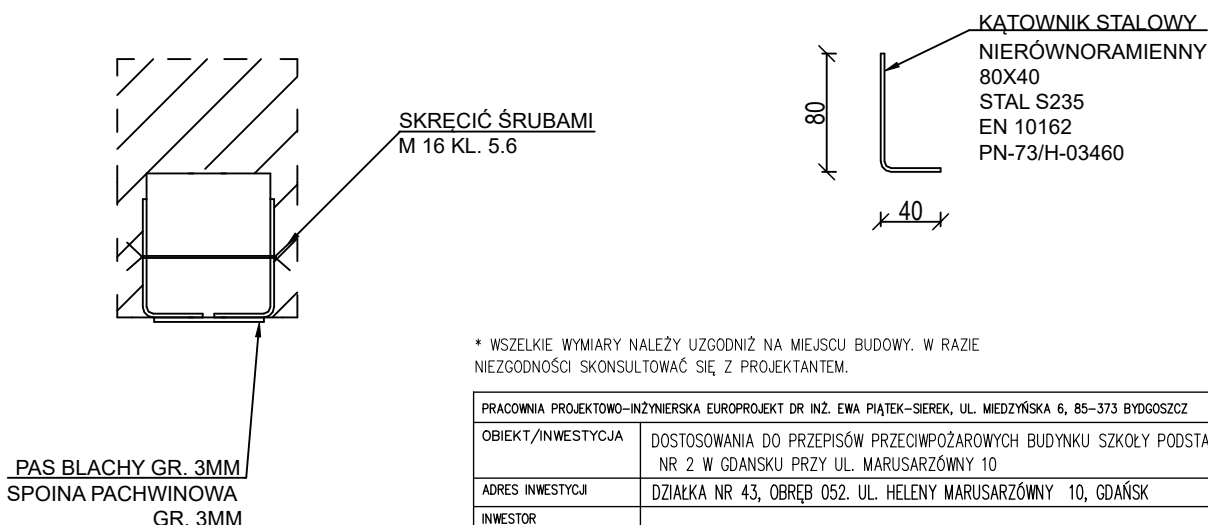 KĄTOWNIK STALOWY
NIERÓWNORAMIENNY
80X40
STAL S235
EN 10162
PN-73/H-03460
80
40
SKRĘCIĆ ŚRUBAMI
M 16 KL. 5.6
PAS BLACHY GR. 3MM
SPOINA PACHWINOWA
GR. 3MM
* WSZELKIE WYMIARY NALEŻY UZGODNIŻ NA MIEJSCU BUDOWY. W RAZIE
NIEZGODNOŚCI SKONSULTOWAĆ SIĘ Z PROJEKTANTEM.
PRACOWNIA PROJEKTOWO-INŻYNIERSKA EUROPROJEKT DR INŻ. EWA PIĄTEK-SIEREK, UL. MIEDZYŃSKA 6, 85-373 BYDGOSZCZ
OBIEKT/INWESTYCJA DOSTOSOWANIA DO PRZEPISÓW PRZECIWPOŻAROWYCH BUDYNKU SZKOŁY PODSTA
NR 2 W GDANSKU PRZY UL. MARUSARZÓWNY 10
ADRES INWESTYCJI DZIAŁKA NR 43, OBRĘB 052. UL. HELENY MARUSARZÓWNY 10, GDAŃSK
INWESTOR